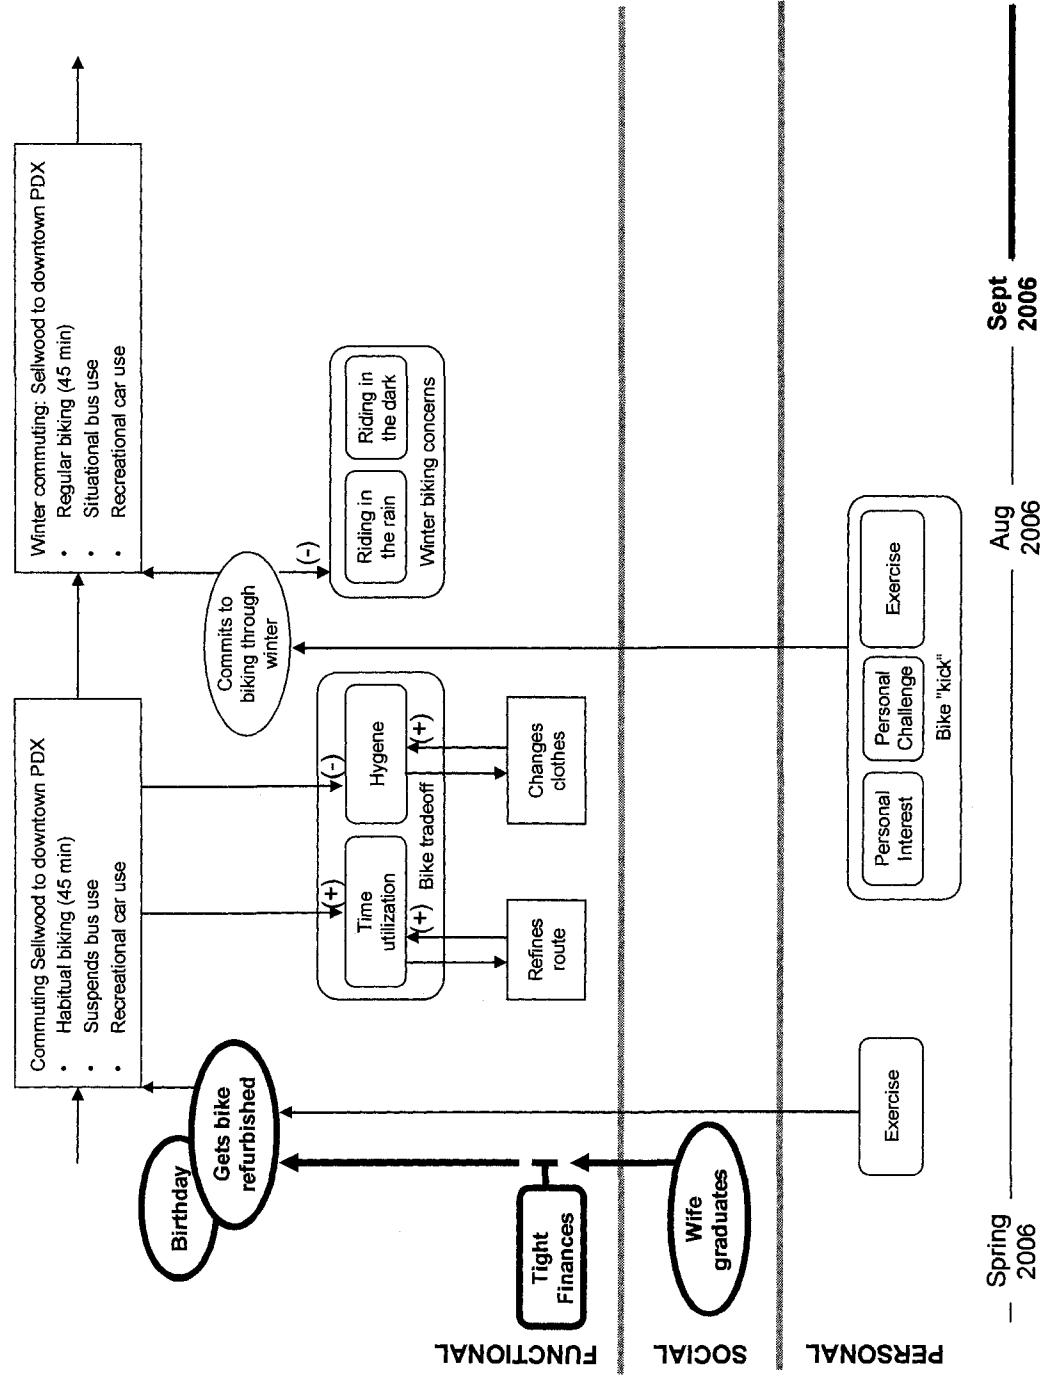 Commuting Sellwood to downtown PDX
• Habitual biking (45 min)
• Suspends bus use
• Recreational car use
Winter commuting: Sellwood to downtown PDX
• Regular biking (45 min)
• Situational bus use
• Recreational car use
Birthday
Gets bike
refurbished
Commits to
biking through
winter
(+)
(-)
(-)
Time
utilization
Hygene
(+)
Bike tradeoff
(+)
Riding in
the rain
Riding in
the dark
Winter biking concerns
FUNCTIONAL
Tight
Finances
Refines
route
Changes
clothes
SOCIAL
Wife
graduates
PERSONAL
Exercise
Personal
Interest
Personal
Challenge
Exercise
Bike "kick"
Spring
2006
Aug
2006
Sept
2006